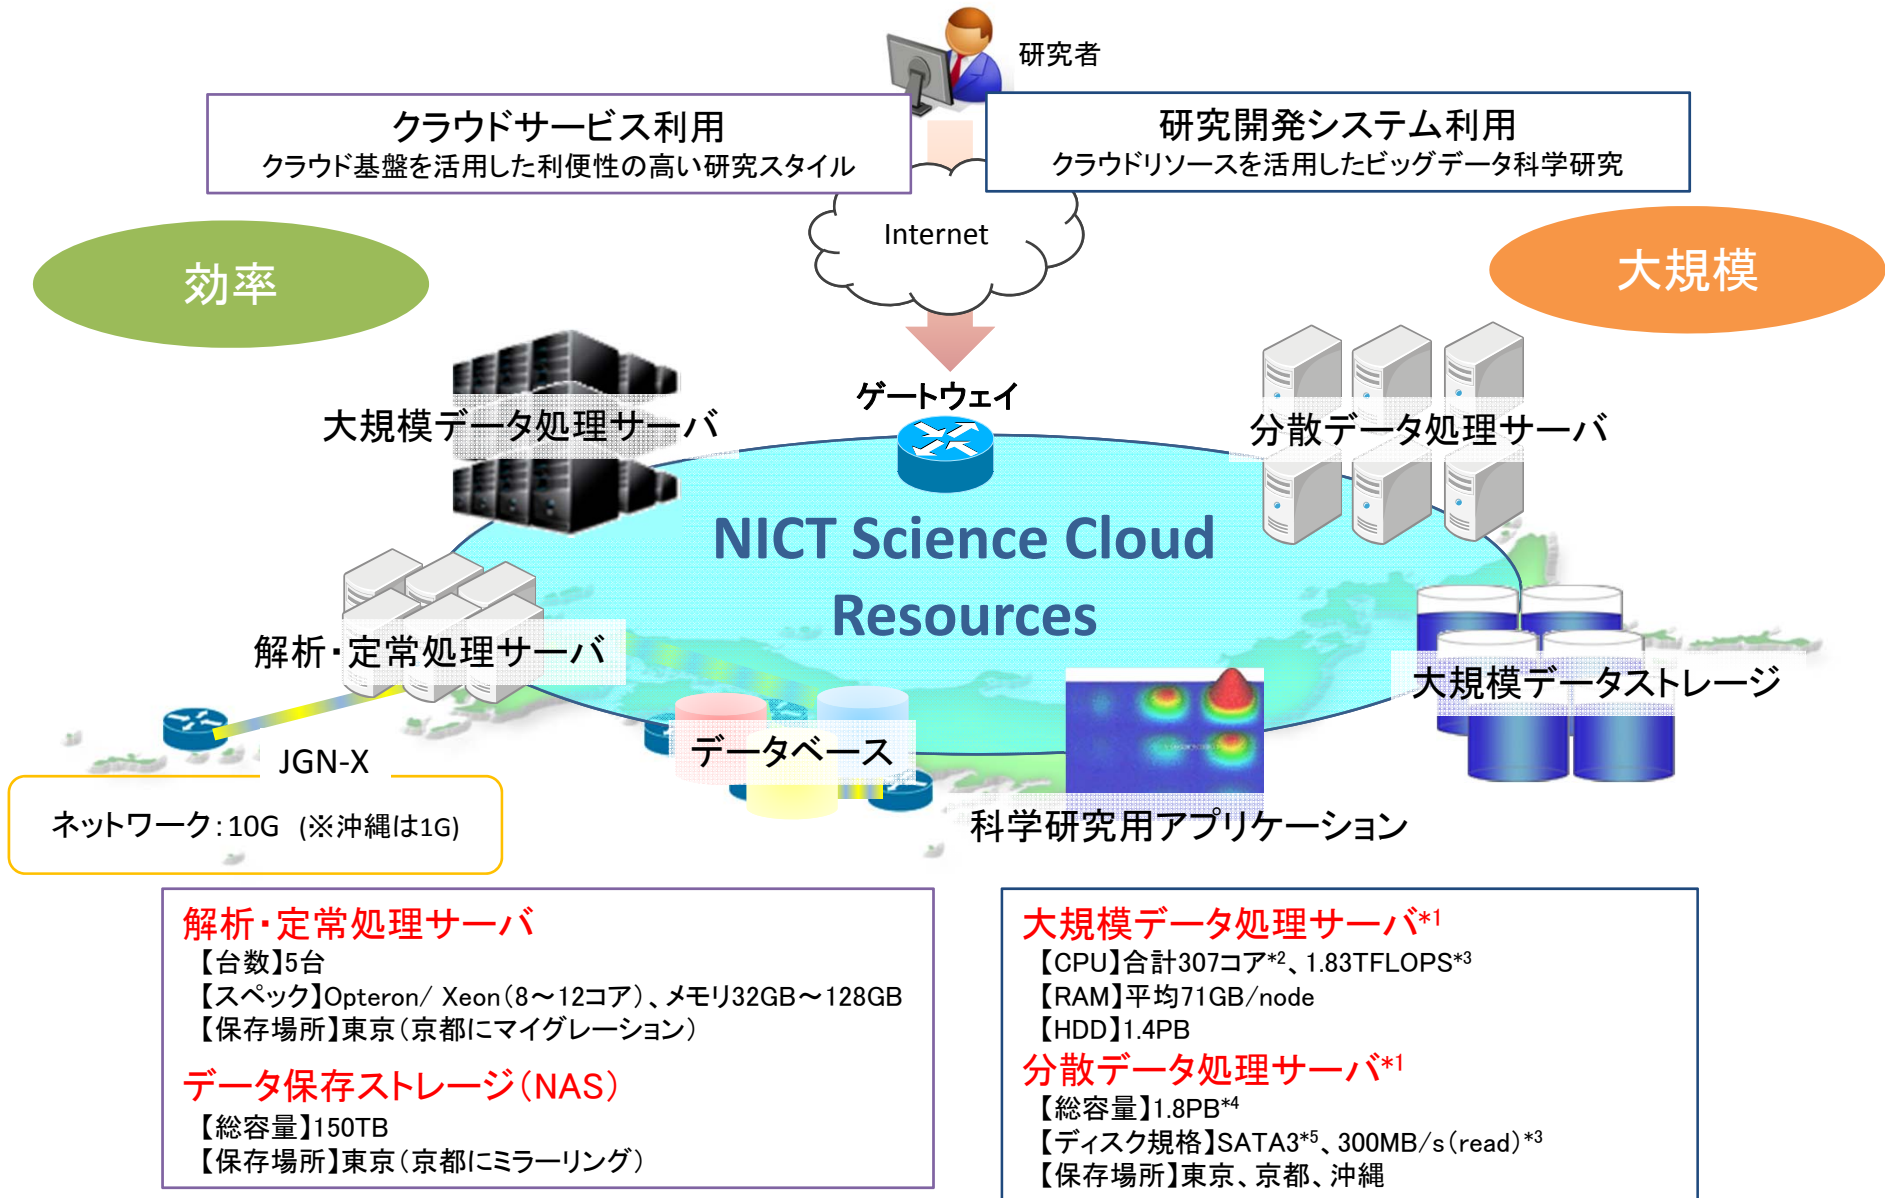 研究者
クラウドサービス利用
クラウド基盤を活用した利便性の高い研究スタイル
研究開発システム利用
クラウドリソースを活用したビッグデータ科学研究
Internet
効率
大規模
ゲートウェイ
大規模データ処理サーバ
分散データ処理サーバ
NICT Science Cloud
Resources
解析・定常処理サーバ
大規模データストレージ
データベース
JGN-X
ネットワーク：10G (※沖縄は1G)
科学研究用アプリケーション
解析・定常処理サーバ
【台数】5台
【スペック】Opteron/ Xeon（8～12コア）、メモリ32GB～128GB
【保存場所】東京（京都にマイグレーション）
データ保存ストレージ（NAS）
【総容量】150TB
【保存場所】東京（京都にミラーリング）
大規模データ処理サーバ*1
【CPU】合計307コア*2、1.83TFLOPS*3
【RAM】平均71GB/node
【HDD】1.4PB
分散データ処理サーバ*1
【総容量】1.8PB*4
【ディスク規格】SATA3*5、300MB/s（read）*3
【保存場所】東京、京都、沖縄